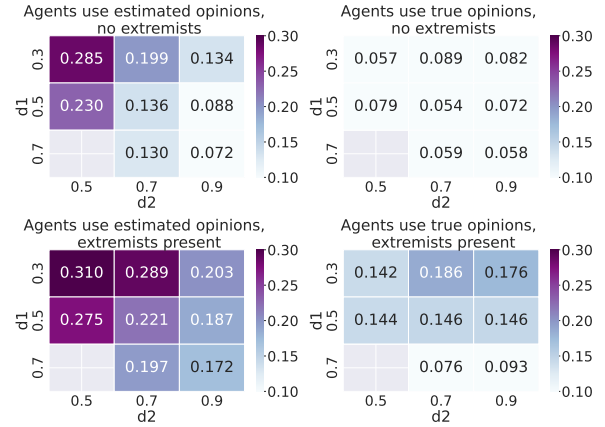 Agents use estimated opinions,
no extremists
0.3 0.285 0.199 0.134
0.5 0.230 0.136 0.088
0.7 0.130 0.072
d1
0.5 0.7 0.9
d2
0.30
0.25
0.20
0.15
0.10
Agents use true opinions,
no extremists
0.3 0.057 0.089 0.082
0.5 0.079 0.054 0.072
0.7 0.059 0.058
d1
0.5 0.7 0.9
d2
0.30
0.25
0.20
0.15
0.10
Agents use estimated opinions,
extremists present
0.3 0.310 0.289 0.203
0.5 0.275 0.221 0.187
0.7 0.197 0.172
d1
0.5 0.7 0.9
d2
0.30
0.25
0.20
0.15
0.10
Agents use true opinions,
extremists present
0.3 0.142 0.186 0.176
0.5 0.144 0.146 0.146
0.7 0.076 0.093
d1
0.5 0.7 0.9
d2
0.30
0.25
0.20
0.15
0.10